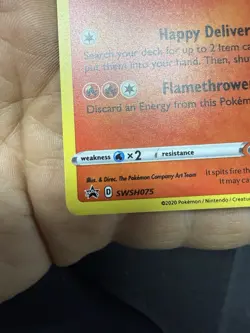 Happy Deliver
Search your deck for up to 2 Item ca
put them into your hand. Then, shu
Flamethrowe
Discard an Energy from this Pokém
weakness ×2 resistance
Illus. & Direc. The Pokémon Company Art Team
It spits fire th
It may ca
D SWSH075
©2020 Pokémon / Nintendo / Creatur